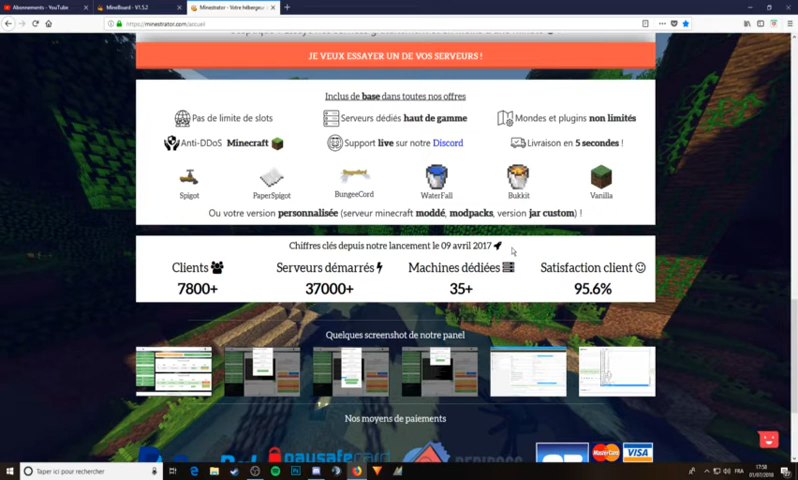 Abonnements - YouTube
MineBoard - V1.5.2
Minestrator - Votre hébergeur
https://minestrator.com/accueil
JE VEUX ESSAYER UN DE VOS SERVEURS !
Inclus de base dans toutes nos offres
Pas de limite de slots
Serveurs dédiés haut de gamme
Mondes et plugins non limités
Anti-DDoS Minecraft
Support live sur notre Discord
Livraison en 5 secondes !
Spigot
PaperSpigot
BungeeCord
WaterFall
Bukkit
Vanilla
Ou votre version personnalisée (serveur minecraft moddé, modpacks, version jar custom) !
Chiffres clés depuis notre lancement le 09 avril 2017
Clients
Serveurs démarrés
Machines dédiées
Satisfaction client
7800+
37000+
35+
95.6%
Quelques screenshot de notre panel
Nos moyens de paiements
paysafecard
MasterCard
VISA
Taper ici pour rechercher
FRA
17:58
01/07/2018